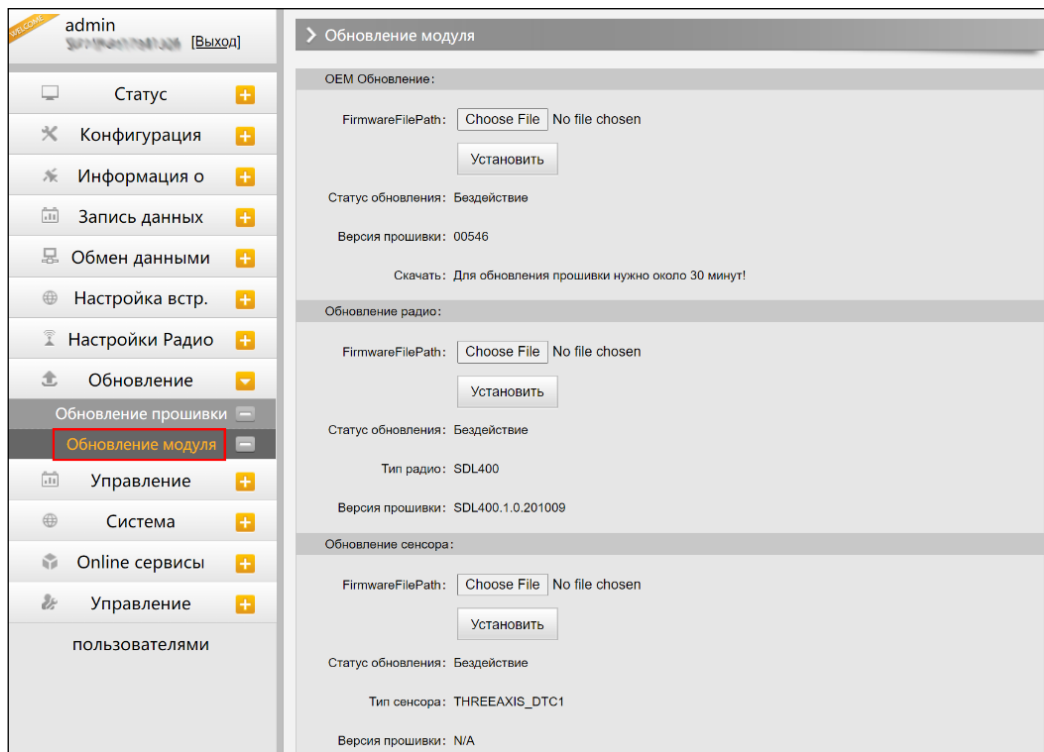 WELCOME
admin
[Выход]
Статус
Конфигурация
Информация о
Запись данных
Обмен данными
Настройка встр.
Настройки Радио
Обновление
Обновление прошивки
Обновление модуля
Управление
Система
Online сервисы
Управление
пользователями
Обновление модуля
OEM Обновление:
FirmwareFilePath: Choose File No file chosen
Установить
Статус обновления: Бездействие
Версия прошивки: 00546
Скачать: Для обновления прошивки нужно около 30 минут!
Обновление радио:
FirmwareFilePath: Choose File No file chosen
Установить
Статус обновления: Бездействие
Тип радио: SDL400
Версия прошивки: SDL400.1.0.201009
Обновление сенсора:
FirmwareFilePath: Choose File No file chosen
Установить
Статус обновления: Бездействие
Тип сенсора: THREEAXIS_DTC1
Версия прошивки: N/A